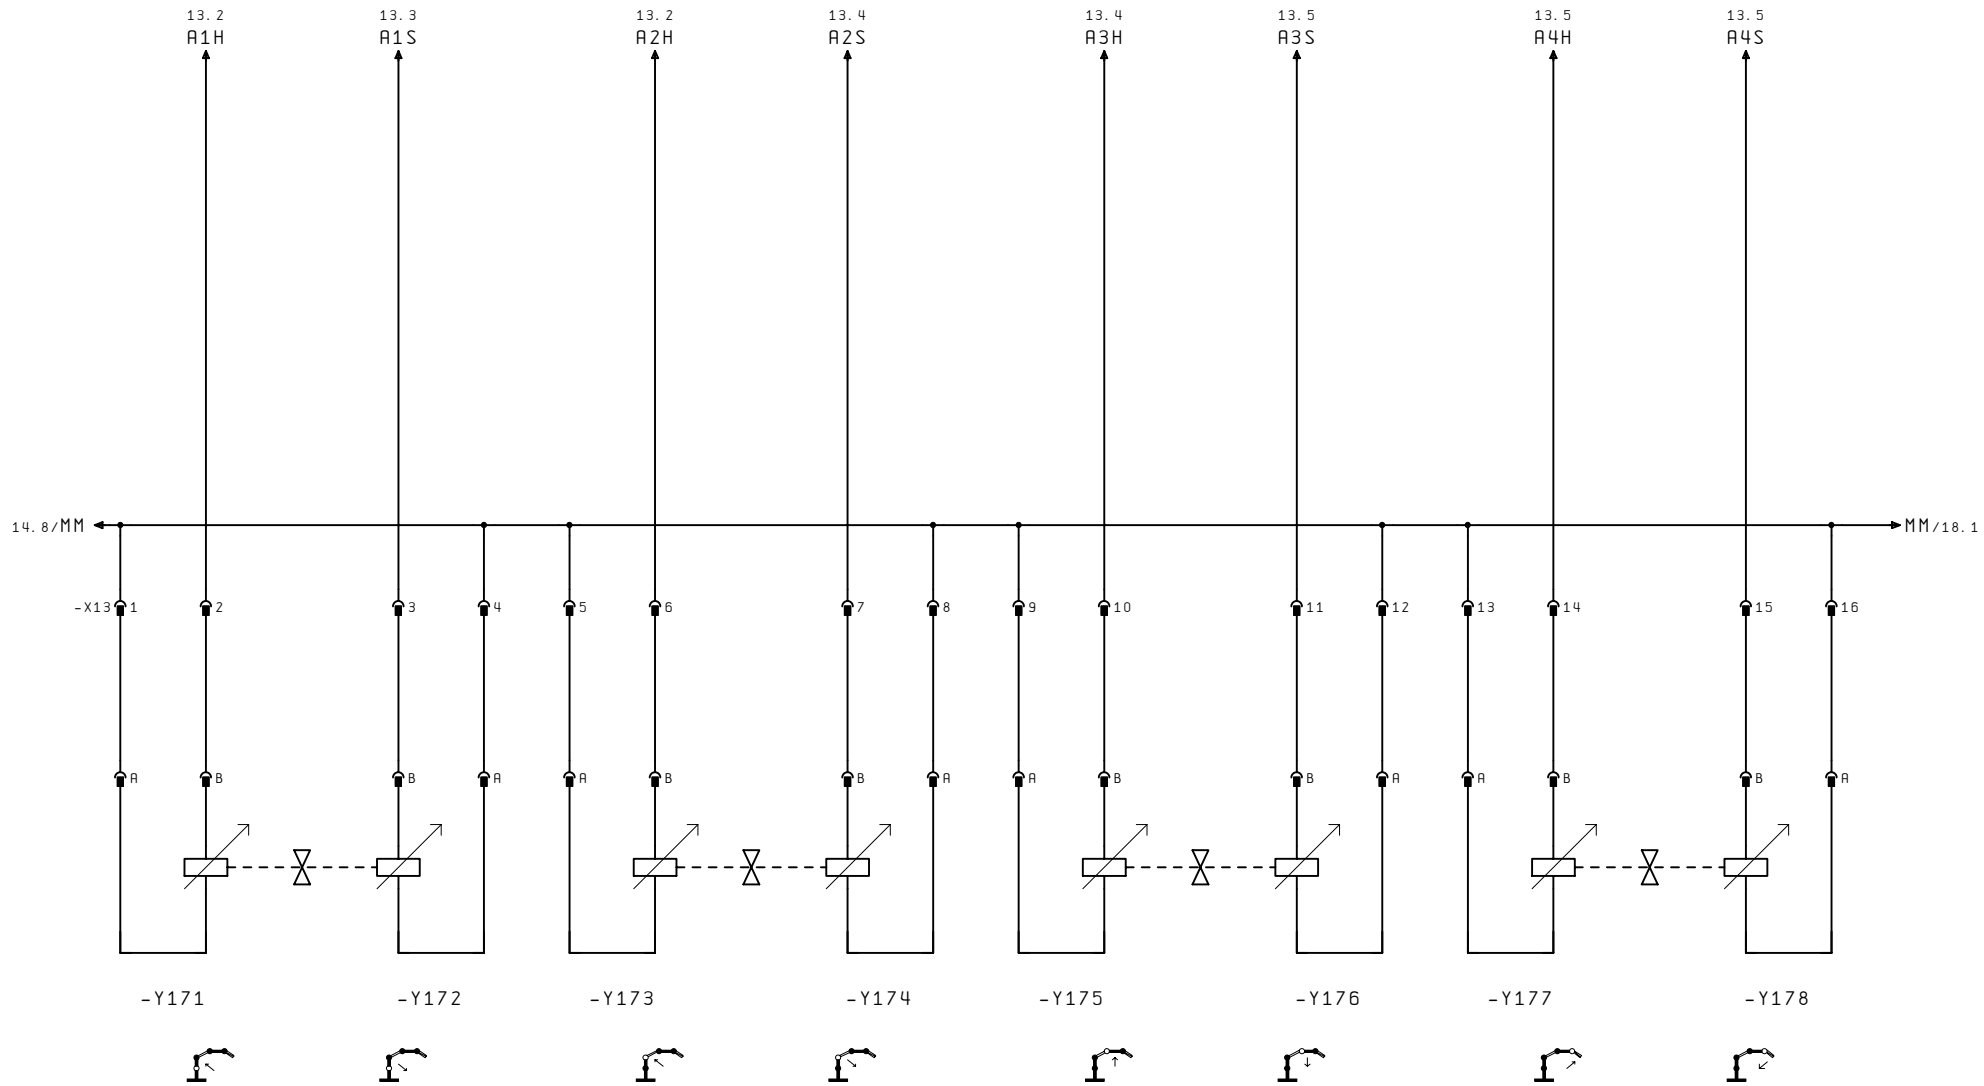 13.2 13.3 13.2 13.4 13.4 13.5 13.5 13.5
A1H A1S A2H A2S A3H A3S A4H A4S
14.8/MM MM/18.1
-X13 1 2 3 4 5 6 7 8 9 10 11 12 13 14 15 16
A B B A A B B A A B B A A B B A
-Y171 -Y172 -Y173 -Y174 -Y175 -Y176 -Y177 -Y178